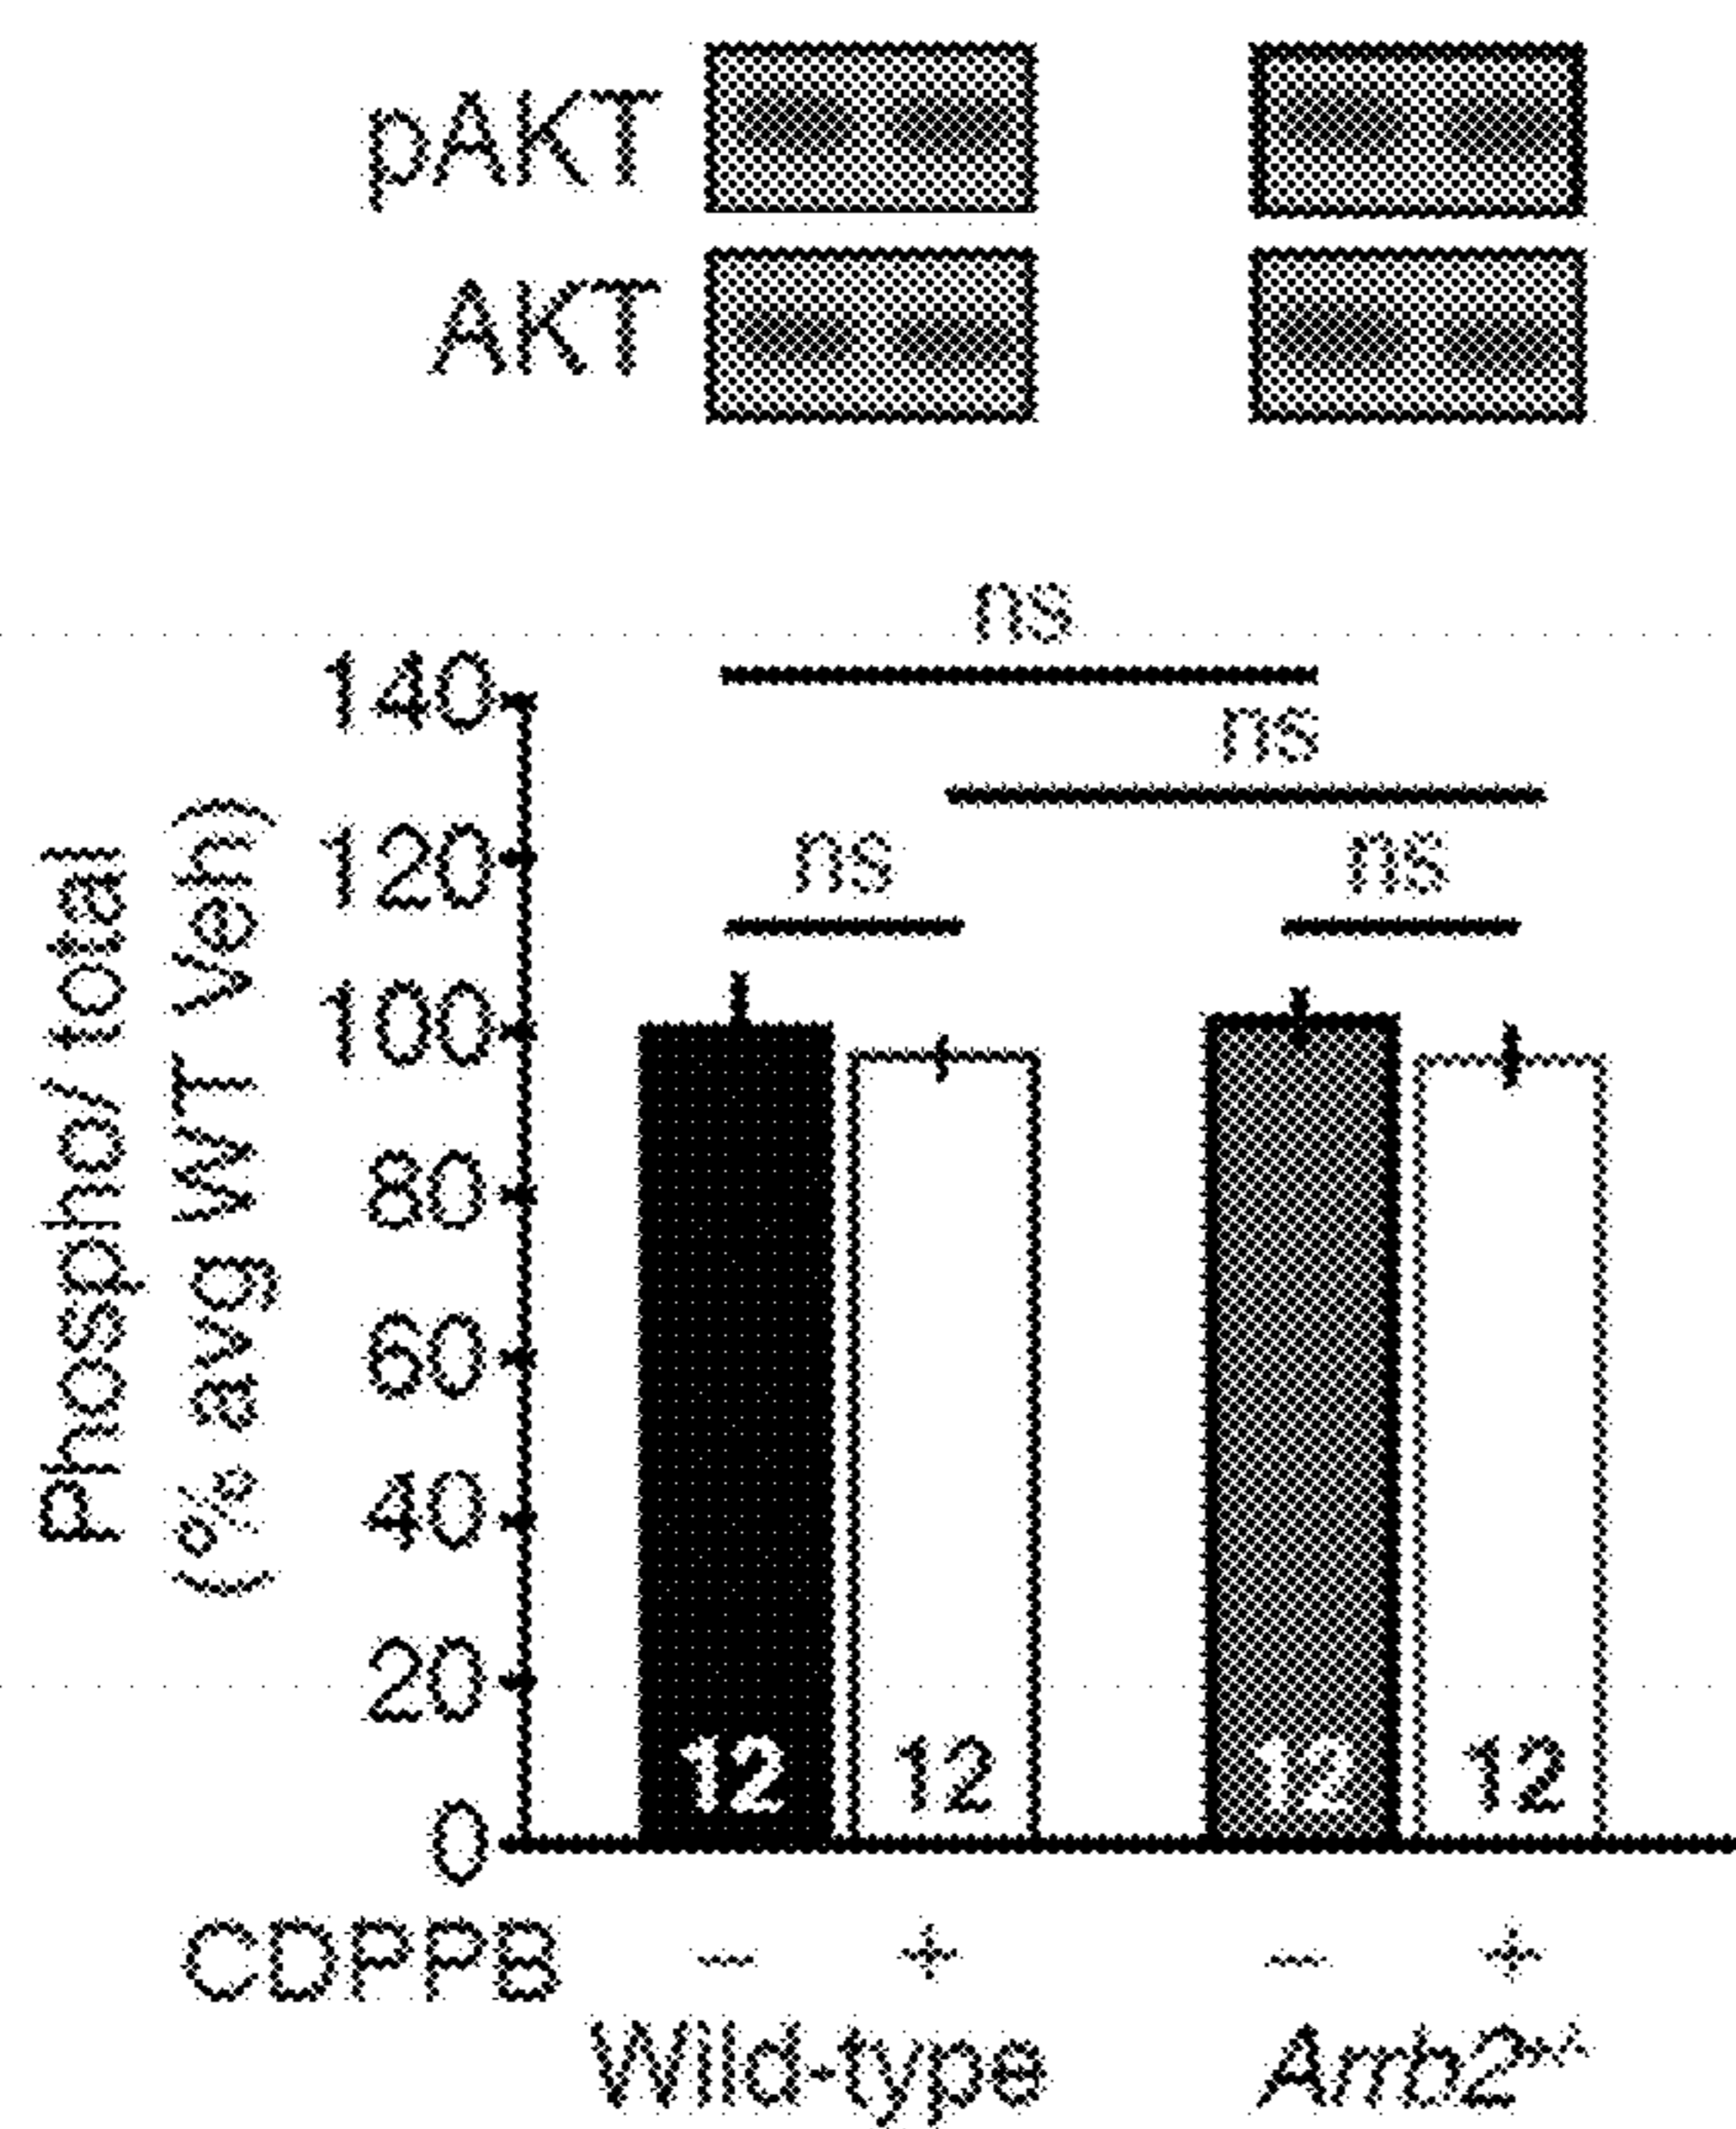 pAKT
AKT
ns
ns
ns ns
Phospho/ total
(% avg WT Veh)
140
120
100
80
60
40
20
0
12 12 12 12
CDPPB – + – +
Wild-type